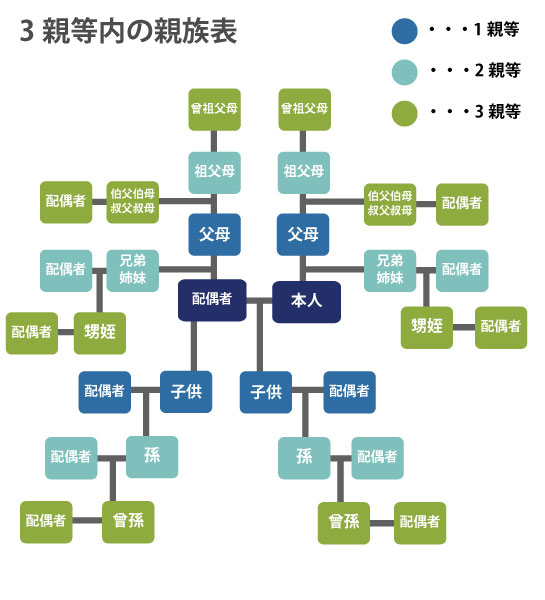 3親等内の親族表
・・・1親等
・・・2親等
・・・3親等
曾祖父母
曾祖父母
祖父母
祖父母
配偶者
伯父伯母
叔父叔母
伯父伯母
叔父叔母
配偶者
父母
父母
配偶者
兄弟
姉妹
兄弟
姉妹
配偶者
配偶者
本人
配偶者
甥姪
甥姪
配偶者
配偶者
子供
子供
配偶者
配偶者
孫
孫
配偶者
配偶者
曾孫
曾孫
配偶者